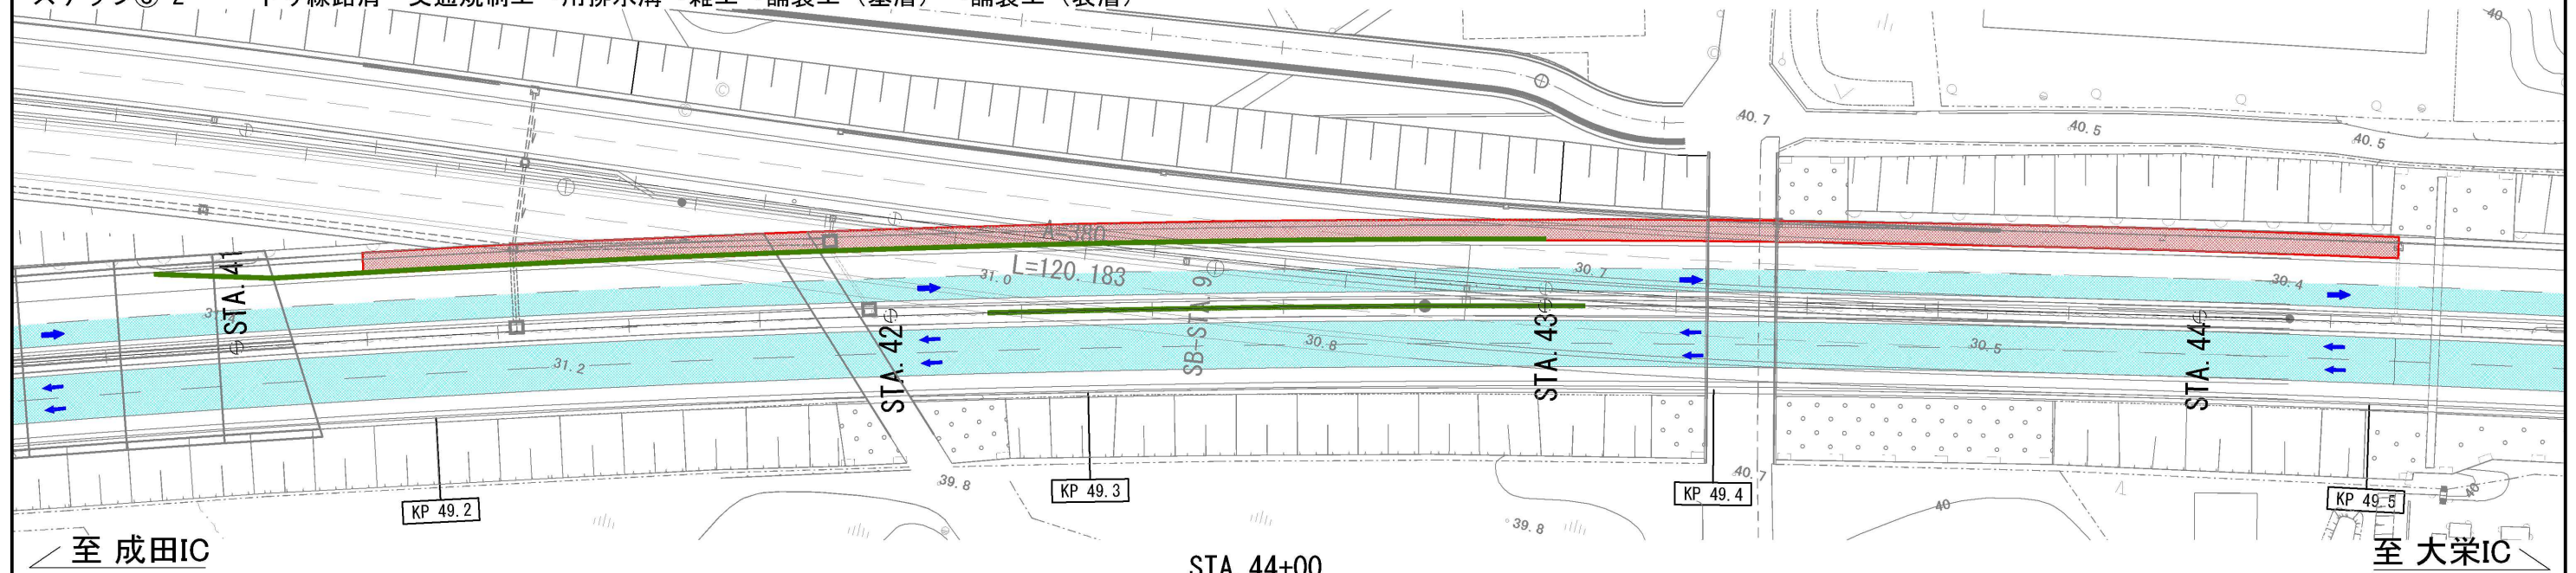 40
40.7
40.5
40.5
A=380
L=120.183
31.0
30.7
30.4
STA. 41
SB-STA. 9
31.2
STA. 42
30.8
STA. 43
30.5
STA. 44
KP 49.2
39.8
KP 49.3
KP 49.4
40.7
40
KP 49.5
40
39.8
至 成田IC
STA. 44+00
至 大栄IC